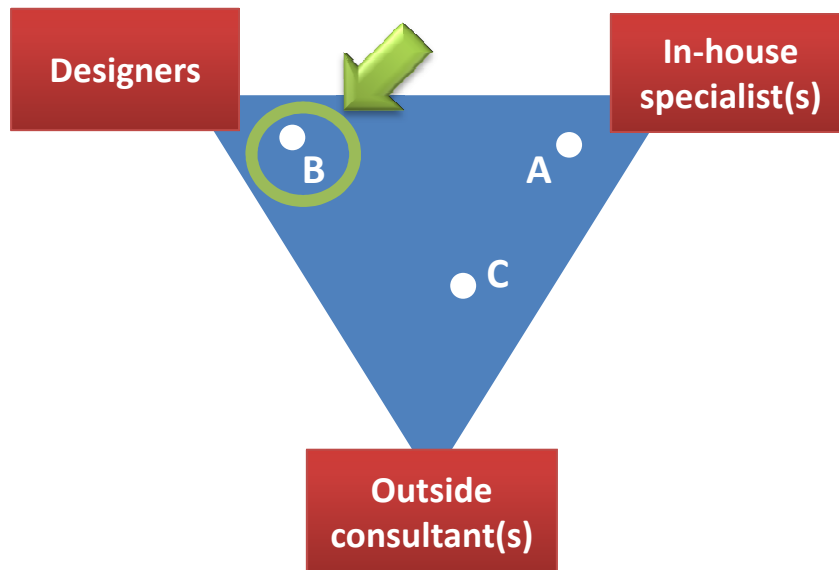 Designers
In-house
specialist(s)
B
A
C
Outside
consultant(s)